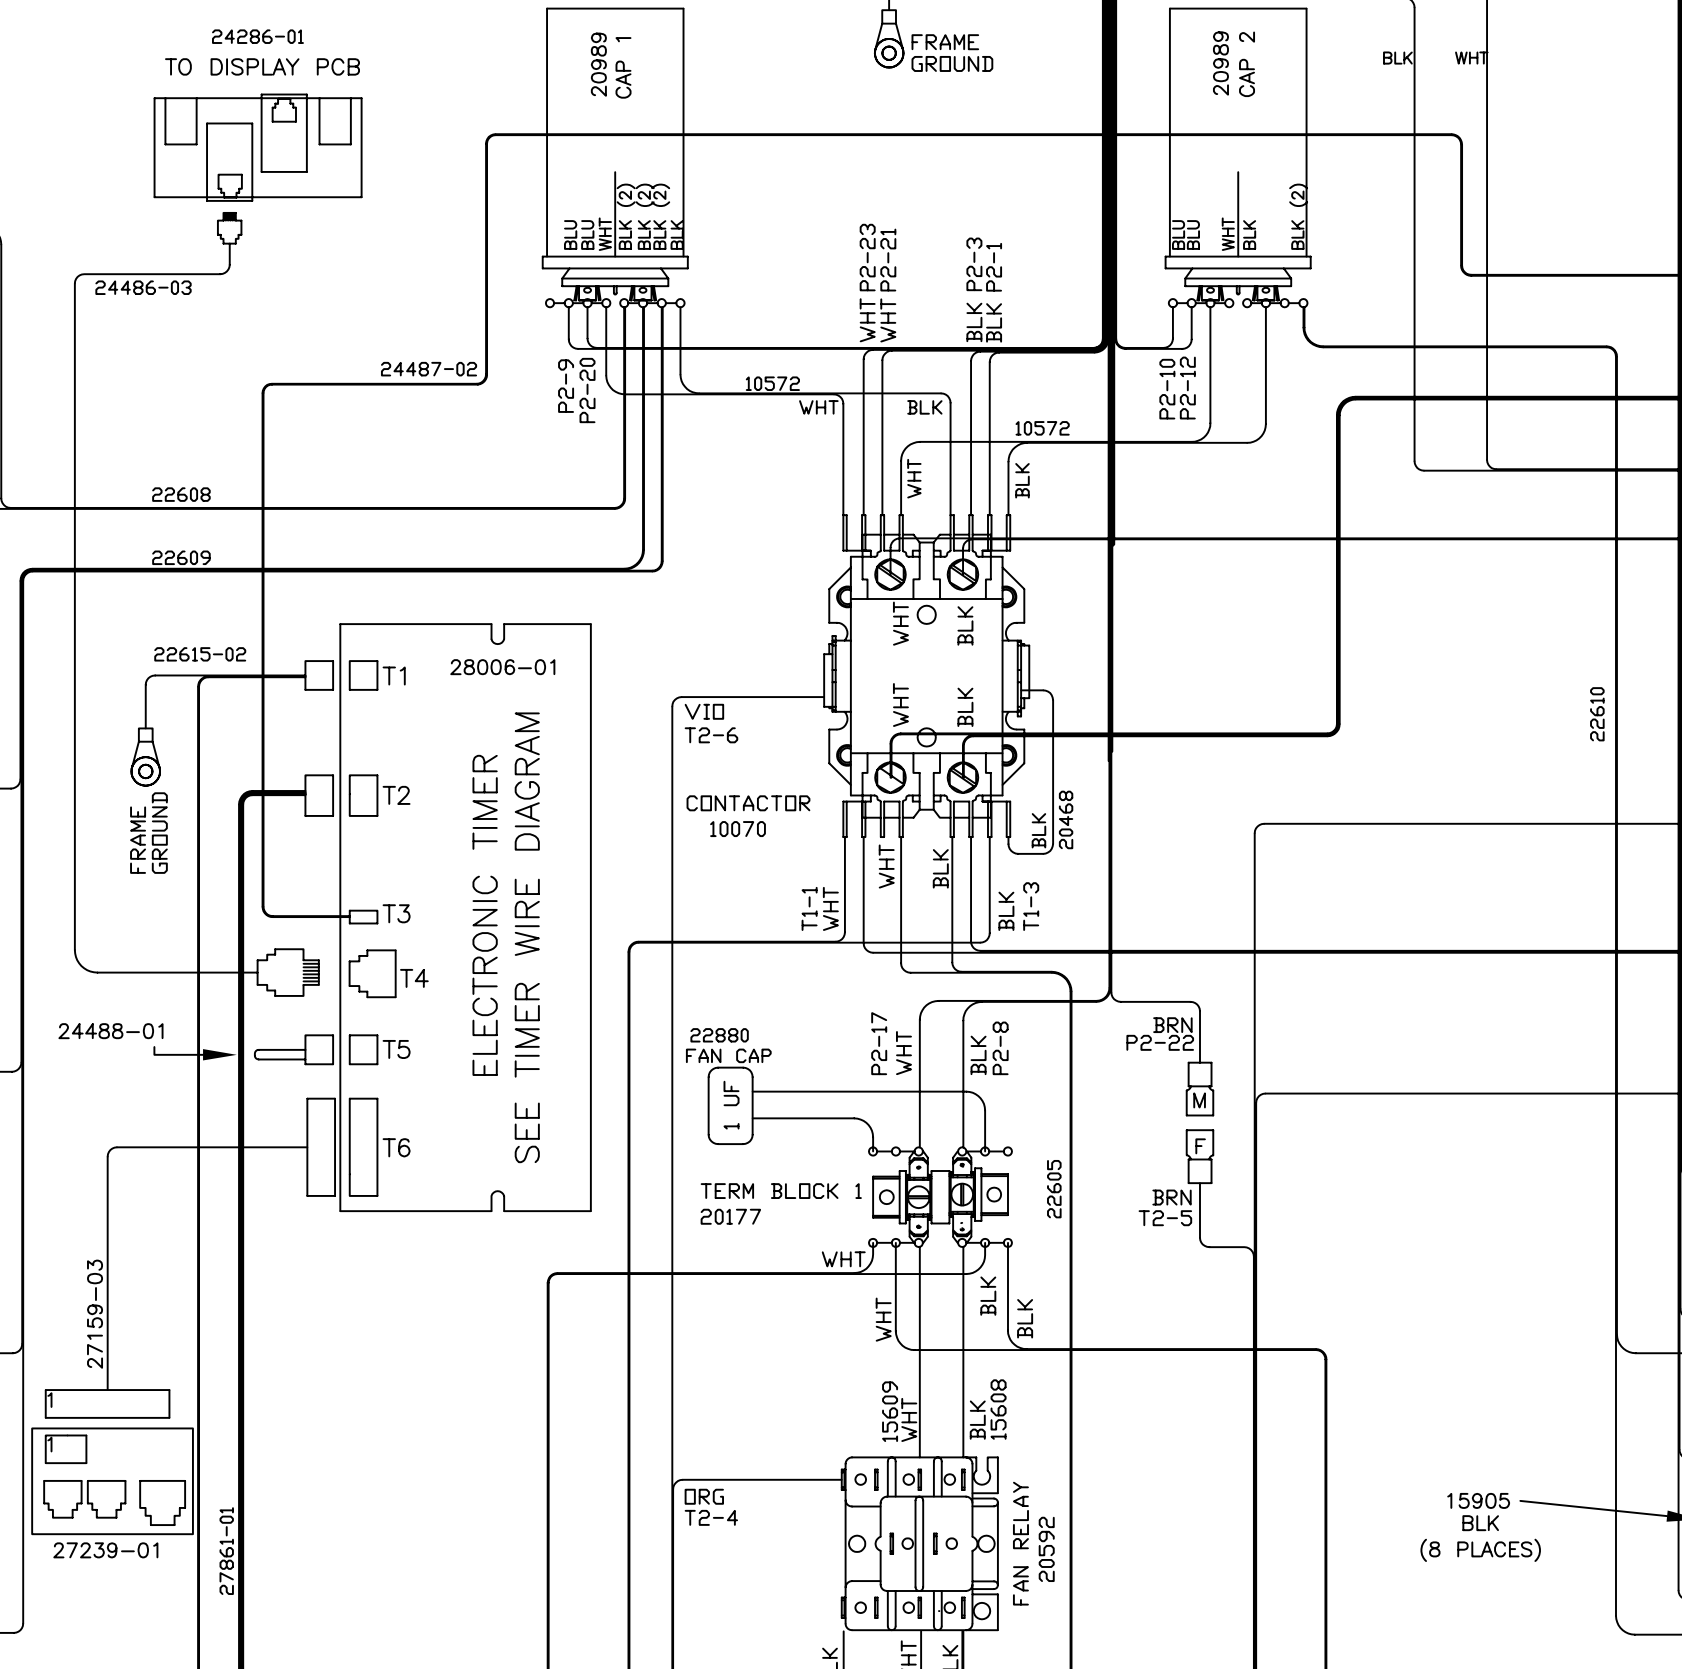 24286-01
TO DISPLAY PCB
20989
CAP 1
FRAME
GROUND
20989
CAP 2
BLK
WHT
BLU
BLU
WHT
BLK (2)
BLK (2)
BLK (2)
BLK
WHT P2-23
WHT P2-21
BLK P2-3
BLK P2-1
BLU
BLU
WHT
BLK
BLK (2)
24486-03
24487-02
P2-9
P2-20
10572
WHT
BLK
P2-10
P2-12
10572
WHT
BLK
22608
22609
22615-02
T1
28006-01
WHT
BLK
WHT
BLK
VIO
T2-6
22610
FRAME
GROUND
T2
ELECTRONIC TIMER
SEE TIMER WIRE DIAGRAM
CONTACTOR
10070
BLK
20468
WHT
BLK
T1-1
WHT
BLK
T1-3
T3
T4
24488-01
T5
22880
FAN CAP
1 UF
P2-17
WHT
BLK
P2-8
BRN
P2-22
M
F
T6
TERM BLOCK 1
20177
22605
BRN
T2-5
WHT
WHT
BLK
BLK
27159-03
1
1
27239-01
27861-01
15609
WHT
BLK
15608
ORG
T2-4
FAN RELAY
20592
15905
BLK
(8 PLACES)